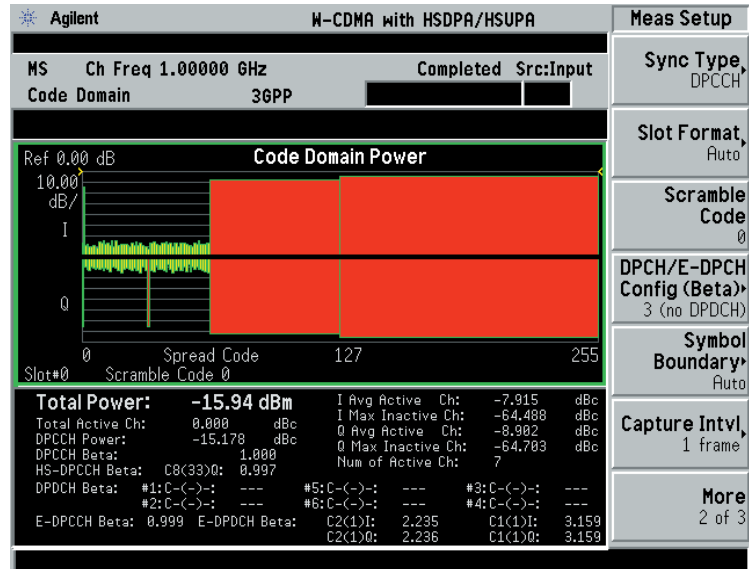 Agilent W-CDMA with HSDPA/HSUPA Meas Setup
MS Ch Freq 1.00000 GHz Completed Src:Input
Code Domain 3GPP
Sync Type
DPCCH
Slot Format
Auto
Scramble
Code
0
DPCH/E-DPCH
Config (Beta)
3 (no DPDCH)
Symbol
Boundary
Auto
Capture Intvl
1 frame
More
2 of 3
Ref 0.00 dB Code Domain Power
10.00
dB/
I
Q
0 Spread Code 127 255
Slot#0 Scramble Code 0
Total Power: -15.94 dBm
Total Active Ch: 0.000 dBc
DPCCH Power: -15.178 dBc
DPCCH Beta: 1.000
HS-DPCCH Beta: C8(33)Q: 0.997
I Avg Active Ch: -7.915 dBc
I Max Inactive Ch: -64.488 dBc
Q Avg Active Ch: -8.902 dBc
Q Max Inactive Ch: -64.703 dBc
Num of Active Ch: 7
DPDCH Beta: #1:C-(-)-: --- #5:C-(-)-: --- #3:C-(-)-: ---
#2:C-(-)-: --- #6:C-(-)-: --- #4:C-(-)-: ---
E-DPCCH Beta: 0.999 E-DPDCH Beta: C2(1)I: 2.235 C1(1)I: 3.159
C2(1)Q: 2.236 C1(1)Q: 3.159